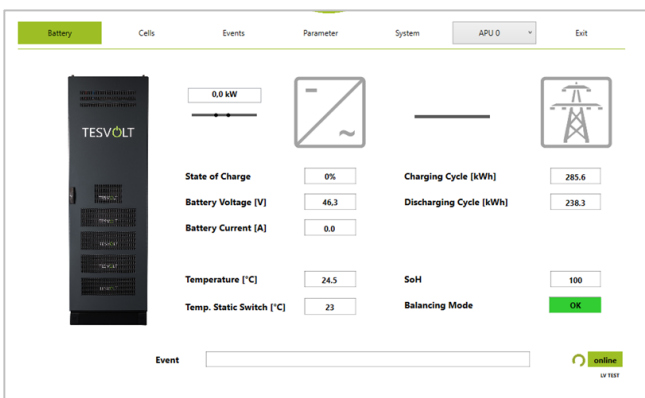 Battery Cells Events Parameter System APU 0 Exit
0,0 kW
TESVOLT
State of Charge 0% Charging Cycle [kWh] 285.6
Battery Voltage [V] 46,3 Discharging Cycle [kWh] 238.3
Battery Current [A] 0.0
Temperature [°C] 24.5 SoH 100
Temp. Static Switch [°C] 23 Balancing Mode OK
Event online
LV TEST